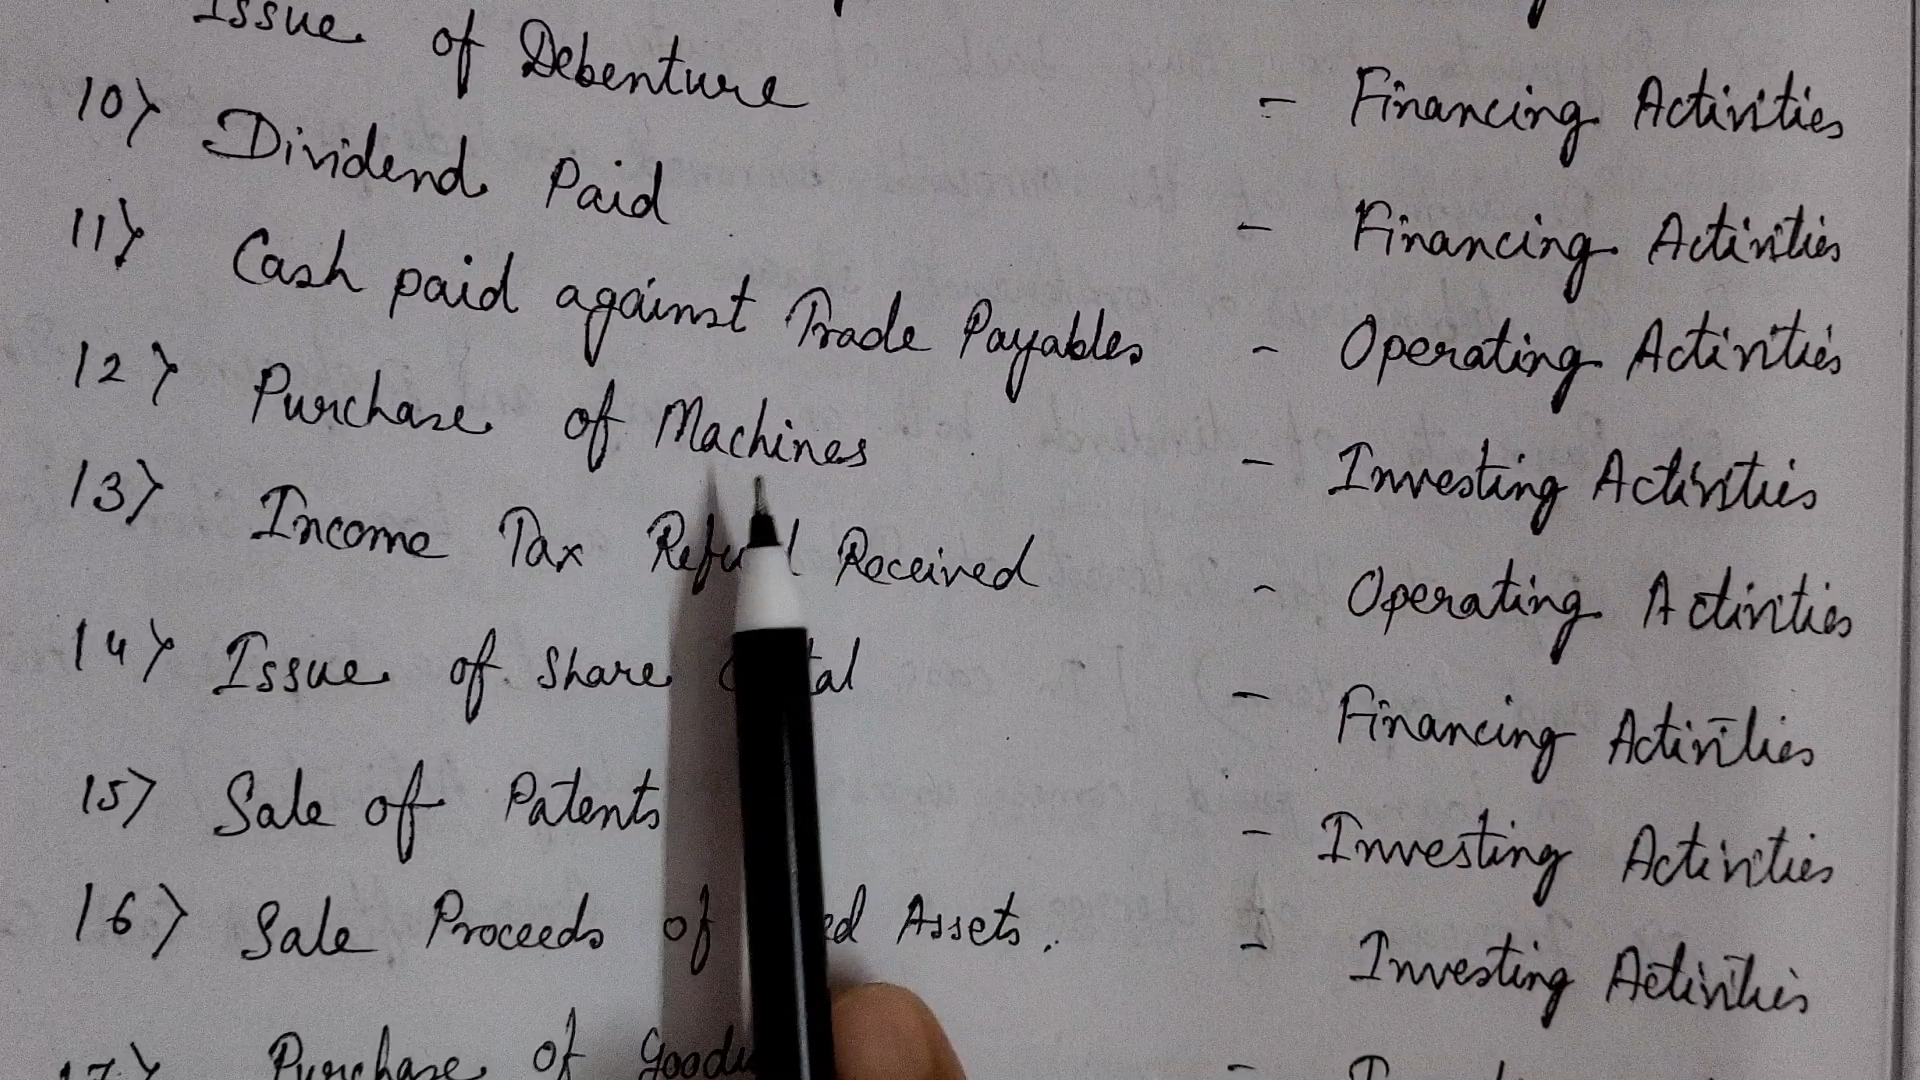 Issue of Debenture - Financing Activities
10) Dividend Paid - Financing Activities
11) Cash paid against Trade Payables - Operating Activities
12) Purchase of Machines - Investing Activities
13) Income Tax Received - Operating Activities
14) Issue of Share - Financing Activities
15) Sale of Patents - Investing Activities
16) Sale Proceeds of Assets. - Investing Activities
Purchase of -